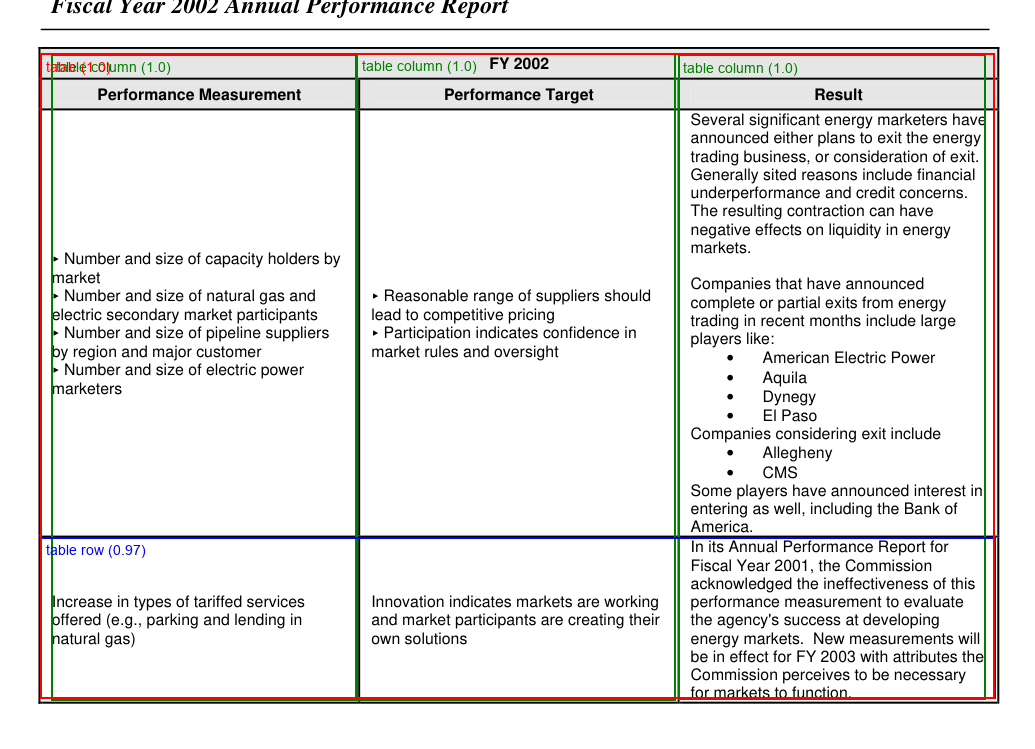 Fiscal Year 2002 Annual Performance Report
table (1.0)
table column (1.0)
table column (1.0)
FY 2002
table column (1.0)
Performance Measurement
Performance Target
Result
‣ Number and size of capacity holders by
market
‣ Number and size of natural gas and
electric secondary market participants
‣ Number and size of pipeline suppliers
by region and major customer
‣ Number and size of electric power
marketers
‣ Reasonable range of suppliers should
lead to competitive pricing
‣ Participation indicates confidence in
market rules and oversight
Several significant energy marketers have
announced either plans to exit the energy
trading business, or consideration of exit.
Generally sited reasons include financial
underperformance and credit concerns.
The resulting contraction can have
negative effects on liquidity in energy
markets.
Companies that have announced
complete or partial exits from energy
trading in recent months include large
players like:
• American Electric Power
• Aquila
• Dynegy
• El Paso
Companies considering exit include
• Allegheny
• CMS
Some players have announced interest in
entering as well, including the Bank of
America.
table row (0.97)
Increase in types of tariffed services
offered (e.g., parking and lending in
natural gas)
Innovation indicates markets are working
and market participants are creating their
own solutions
In its Annual Performance Report for
Fiscal Year 2001, the Commission
acknowledged the ineffectiveness of this
performance measurement to evaluate
the agency's success at developing
energy markets.  New measurements will
be in effect for FY 2003 with attributes the
Commission perceives to be necessary
for markets to function.